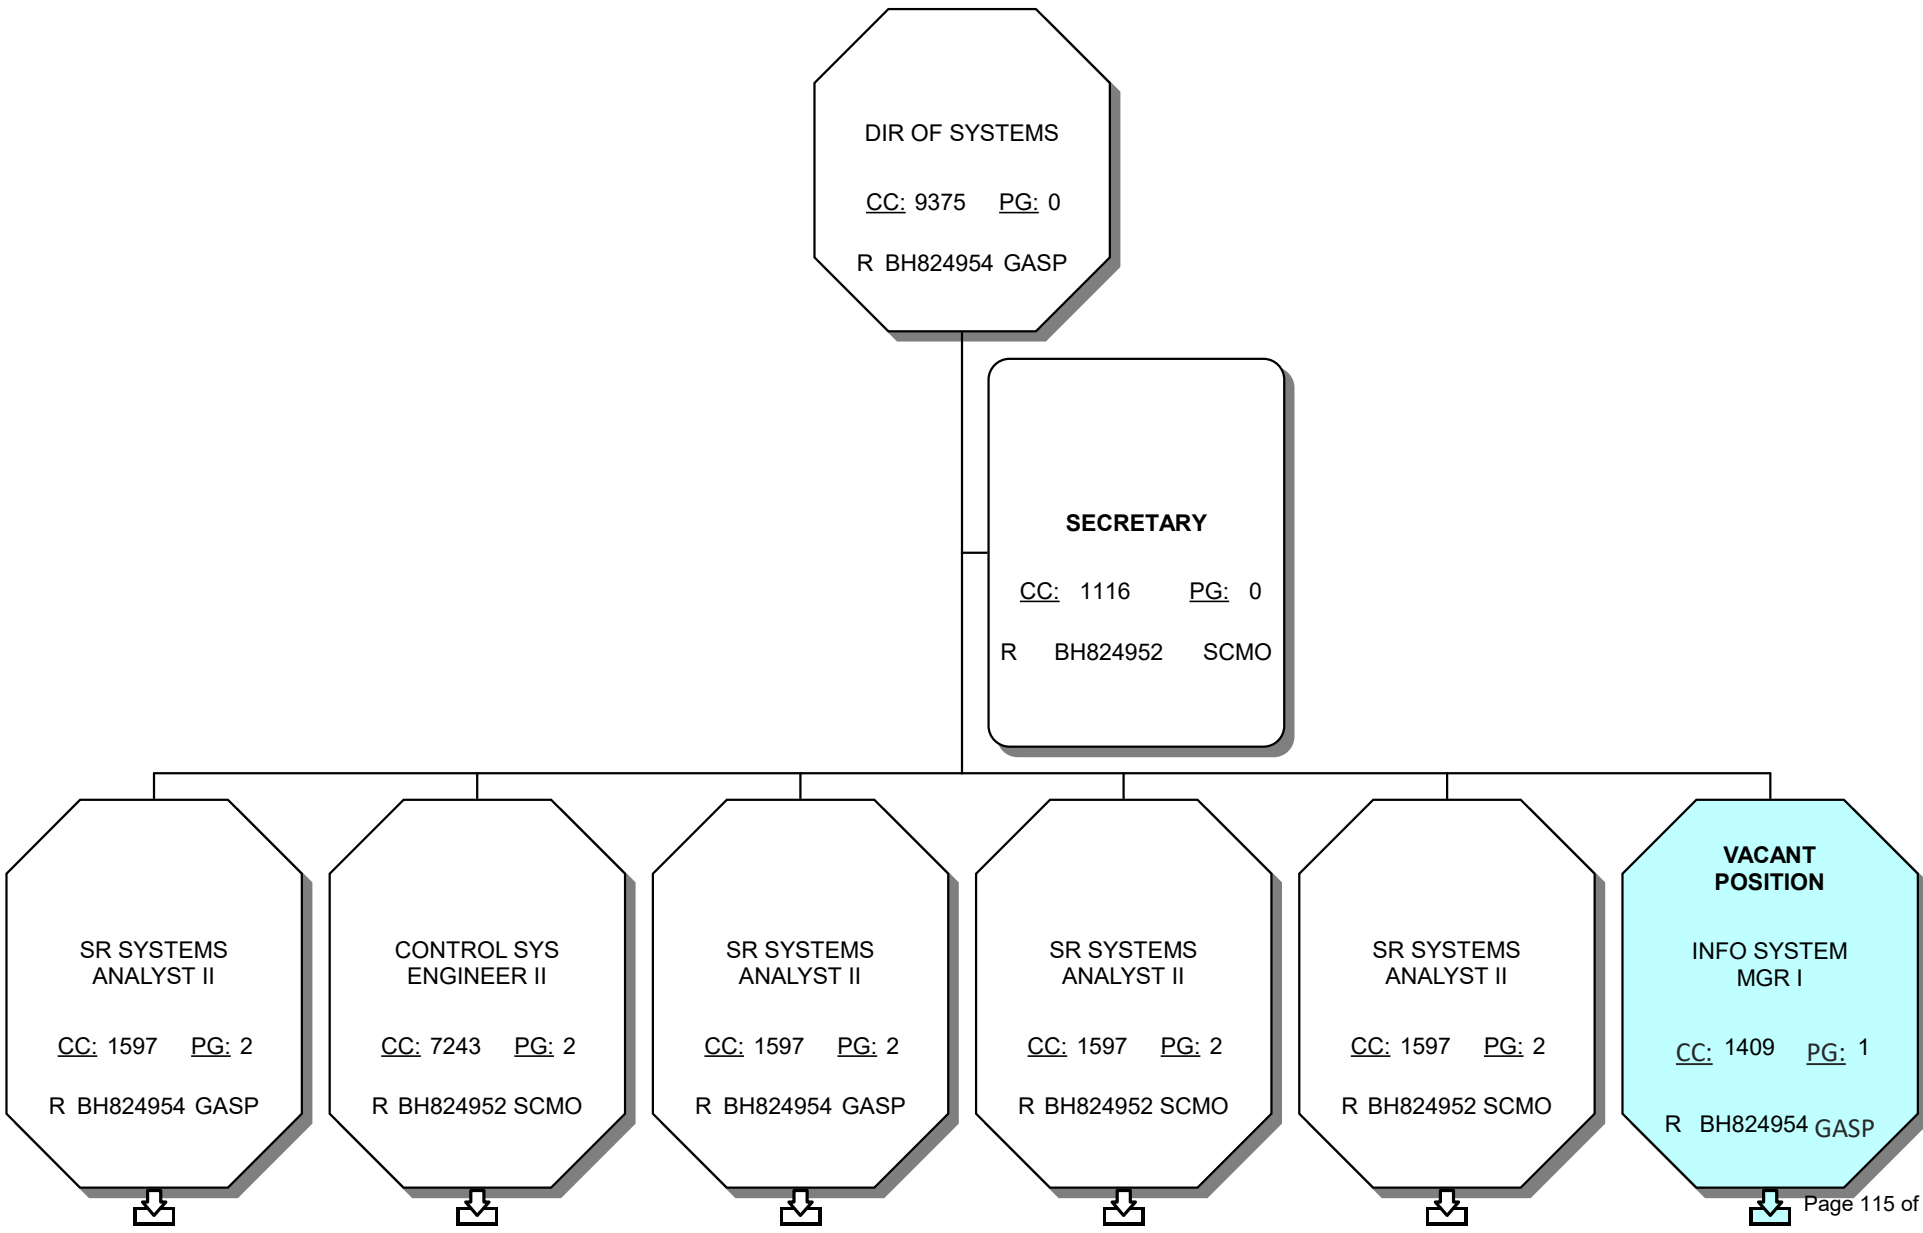 DIR OF SYSTEMS
CC: 9375 PG: 0
R BH824954 GASP
SECRETARY
CC: 1116 PG: 0
R BH824952 SCMO
SR SYSTEMS
ANALYST II
CC: 1597 PG: 2
R BH824954 GASP
CONTROL SYS
ENGINEER II
CC: 7243 PG: 2
R BH824952 SCMO
SR SYSTEMS
ANALYST II
CC: 1597 PG: 2
R BH824954 GASP
SR SYSTEMS
ANALYST II
CC: 1597 PG: 2
R BH824952 SCMO
SR SYSTEMS
ANALYST II
CC: 1597 PG: 2
R BH824952 SCMO
VACANT
POSITION
INFO SYSTEM
MGR I
CC: 1409 PG: 1
R BH824954 GASP
Page 115 of